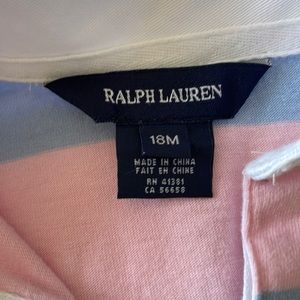 RALPH LAUREN
18M
MADE IN CHINA
FAIT EN CHINE
RN 41381
CA 56658